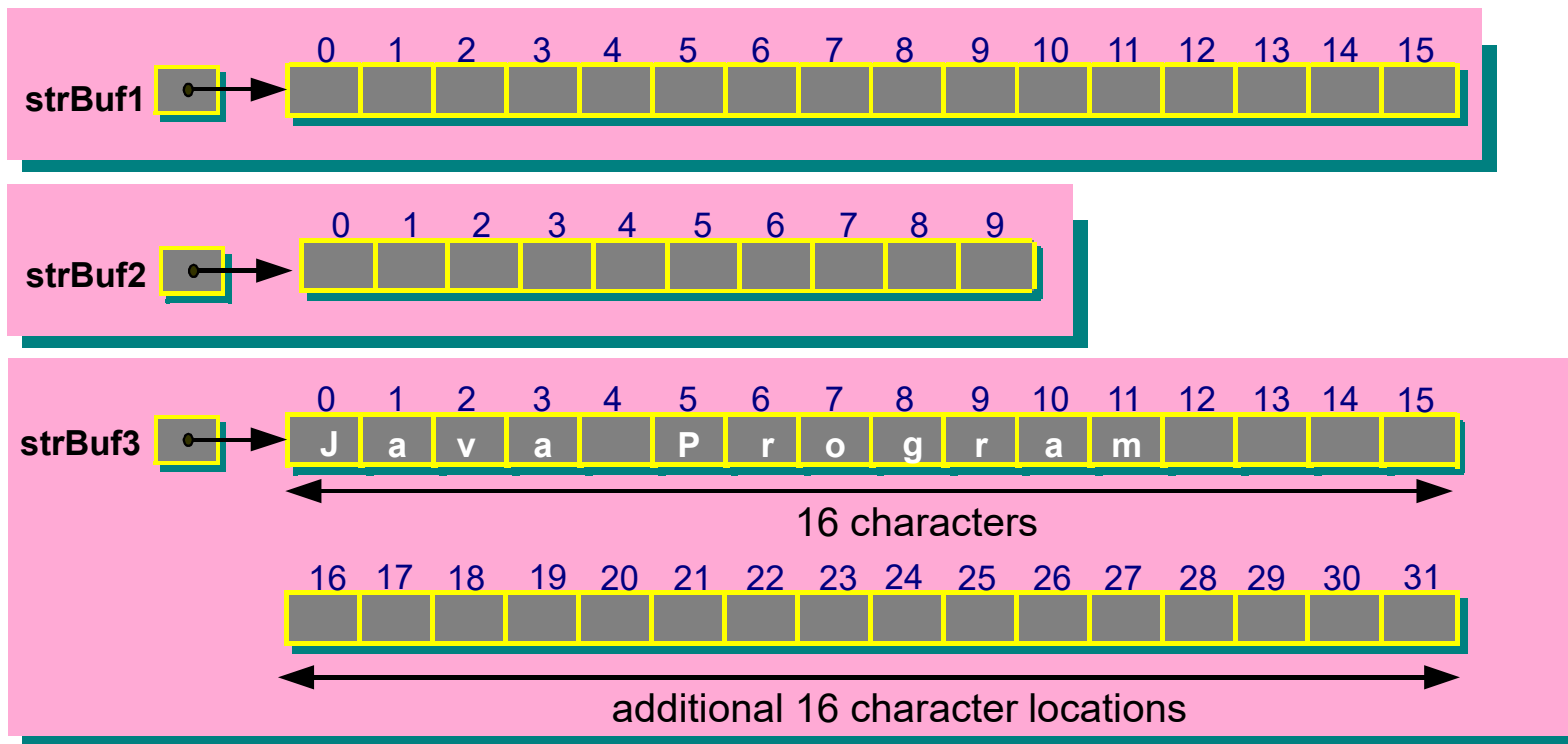 0 1 2 3 4 5 6 7 8 9 10 11 12 13 14 15
strBuf1
0 1 2 3 4 5 6 7 8 9
strBuf2
0 1 2 3 4 5 6 7 8 9 10 11 12 13 14 15
strBuf3 J a v a P r o g r a m
16 characters
16 17 18 19 20 21 22 23 24 25 26 27 28 29 30 31
additional 16 character locations